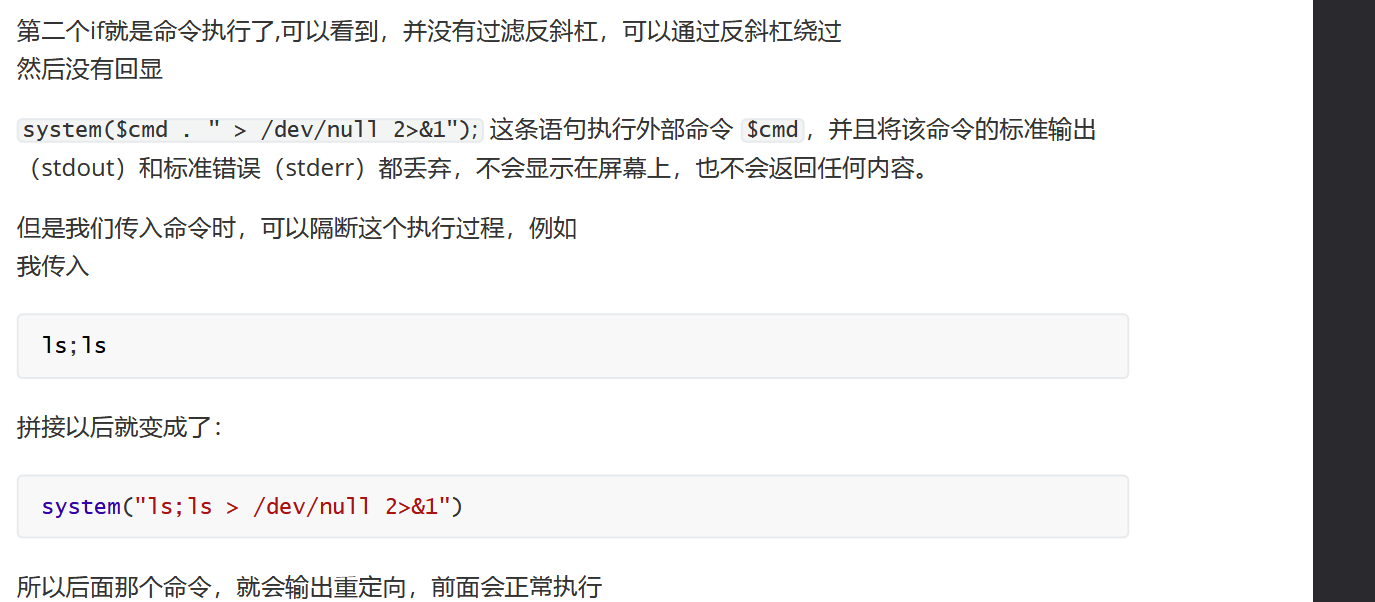 第二个if就是命令执行了,可以看到，并没有过滤反斜杠，可以通过反斜杠绕过
然后没有回显
system($cmd . " > /dev/null 2>&1"); 这条语句执行外部命令 $cmd，并且将该命令的标准输出
（stdout）和标准错误（stderr）都丢弃，不会显示在屏幕上，也不会返回任何内容。
但是我们传入命令时，可以隔断这个执行过程，例如
我传入
ls;ls
拼接以后就变成了：
system("ls;ls > /dev/null 2>&1")
所以后面那个命令，就会输出重定向，前面会正常执行